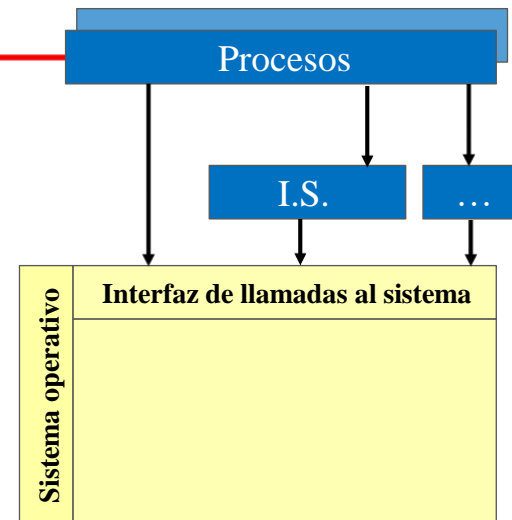 Procesos
I.S.
…
Interfaz de llamadas al sistema
Sistema operativo